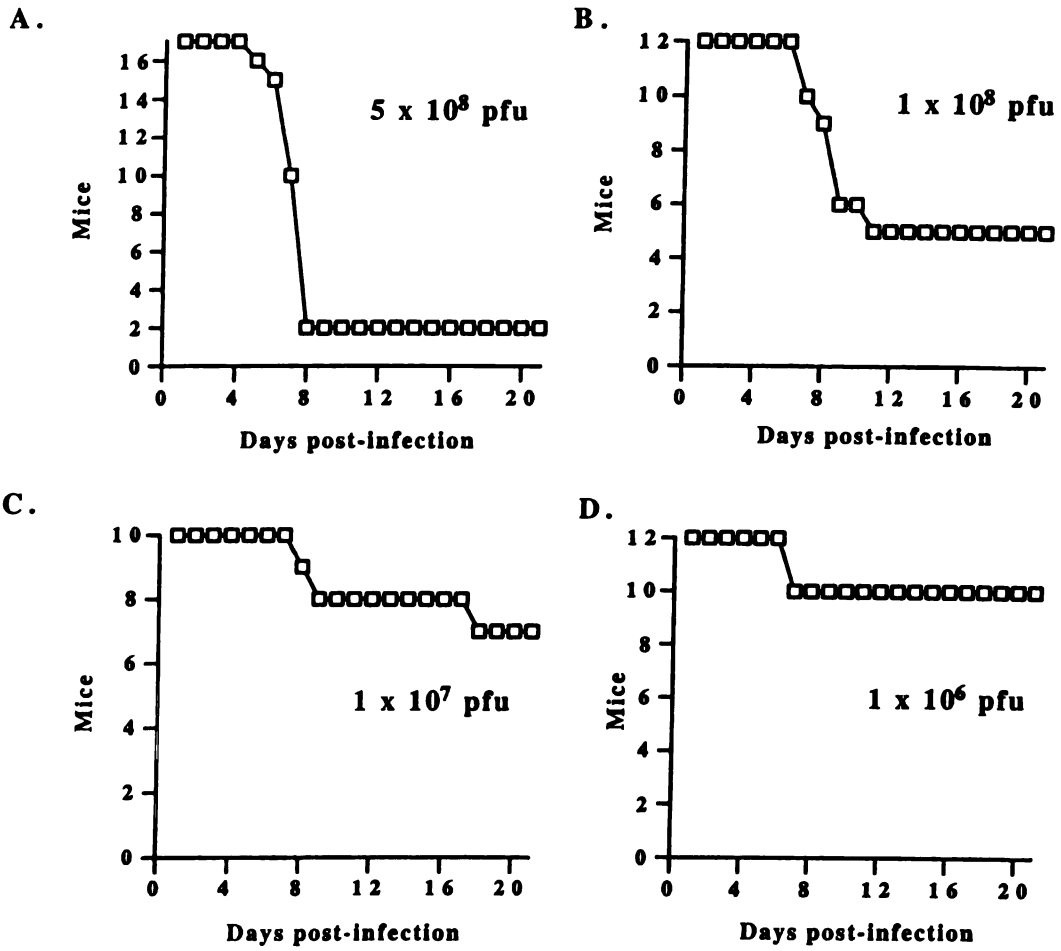 A.
16
14
12
10
8
6
4
2
0
Mice
5 x 10⁸ pfu
0 4 8 12 16 20
Days post-infection
B.
12
10
8
6
4
2
0
Mice
1 x 10⁸ pfu
0 4 8 12 16 20
Days post-infection
C.
10
8
6
4
2
0
Mice
1 x 10⁷ pfu
0 4 8 12 16 20
Days post-infection
D.
12
10
8
6
4
2
0
Mice
1 x 10⁶ pfu
0 4 8 12 16 20
Days post-infection